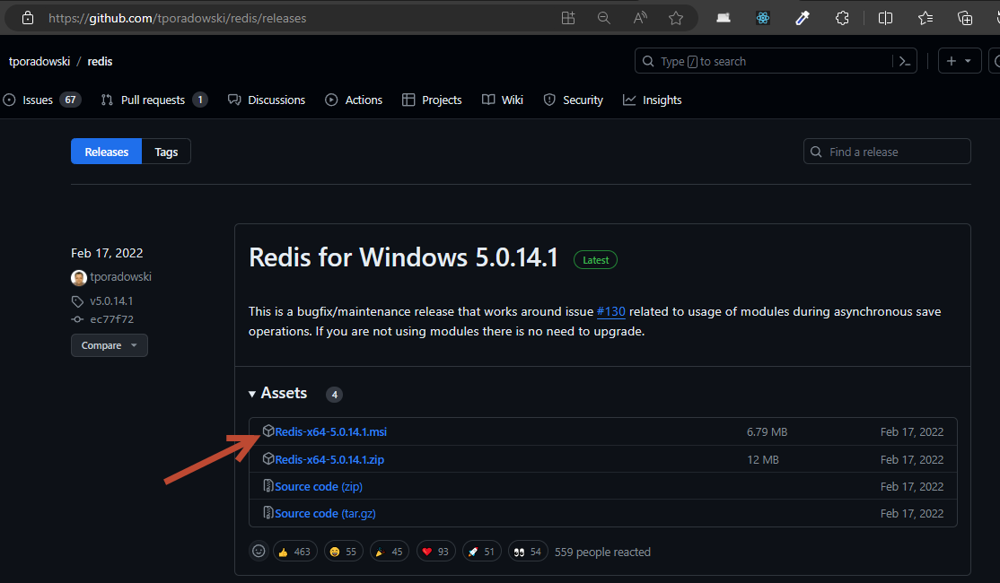 https://github.com/tporadowski/redis/releases
tporadowski / redis
Type / to search
Issues 67 Pull requests 1 Discussions Actions Projects Wiki Security Insights
Releases Tags
Find a release
Feb 17, 2022
tporadowski
v5.0.14.1
ec77f72
Compare
Redis for Windows 5.0.14.1 Latest
This is a bugfix/maintenance release that works around issue #130 related to usage of modules during asynchronous save
operations. If you are not using modules there is no need to upgrade.
Assets 4
Redis-x64-5.0.14.1.msi 6.79 MB Feb 17, 2022
Redis-x64-5.0.14.1.zip 12 MB Feb 17, 2022
Source code (zip) Feb 17, 2022
Source code (tar.gz) Feb 17, 2022
463 55 45 93 51 54 559 people reacted